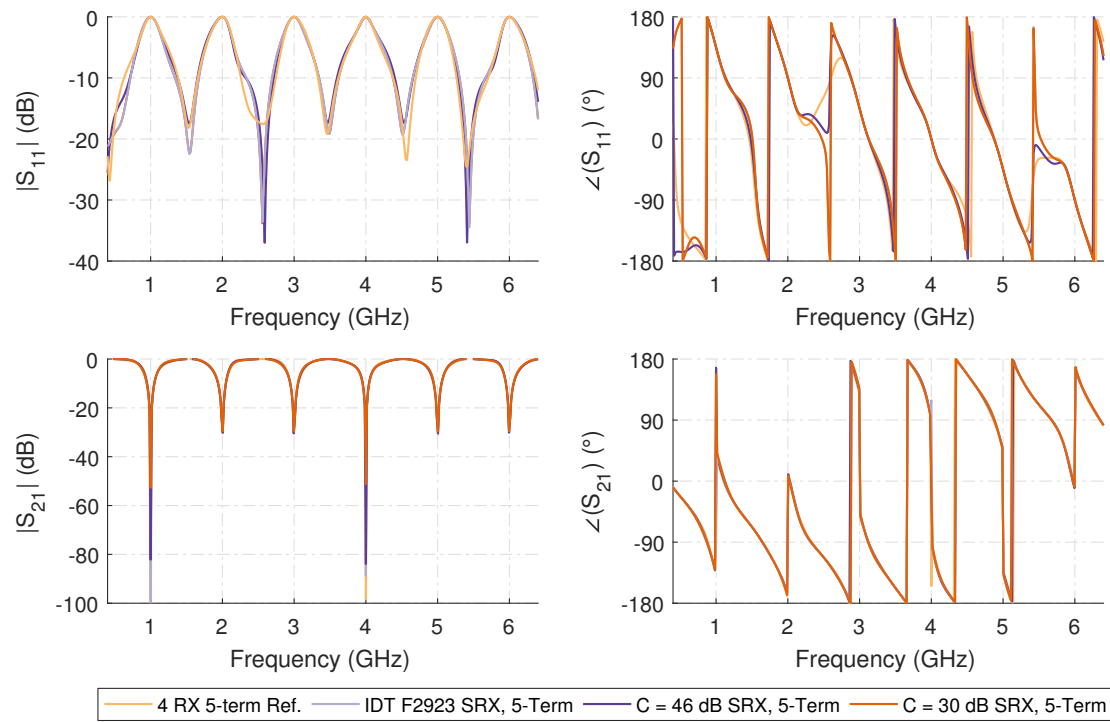 0
-10
-20
-30
-40
|S11| (dB)
1 2 3 4 5 6
Frequency (GHz)
180
90
0
-90
-180
∠(S11) (°)
1 2 3 4 5 6
Frequency (GHz)
0
-20
-40
-60
-80
-100
|S21| (dB)
1 2 3 4 5 6
Frequency (GHz)
180
90
0
-90
-180
∠(S21) (°)
1 2 3 4 5 6
Frequency (GHz)
4 RX 5-term Ref. IDT F2923 SRX, 5-Term C = 46 dB SRX, 5-Term C = 30 dB SRX, 5-Term